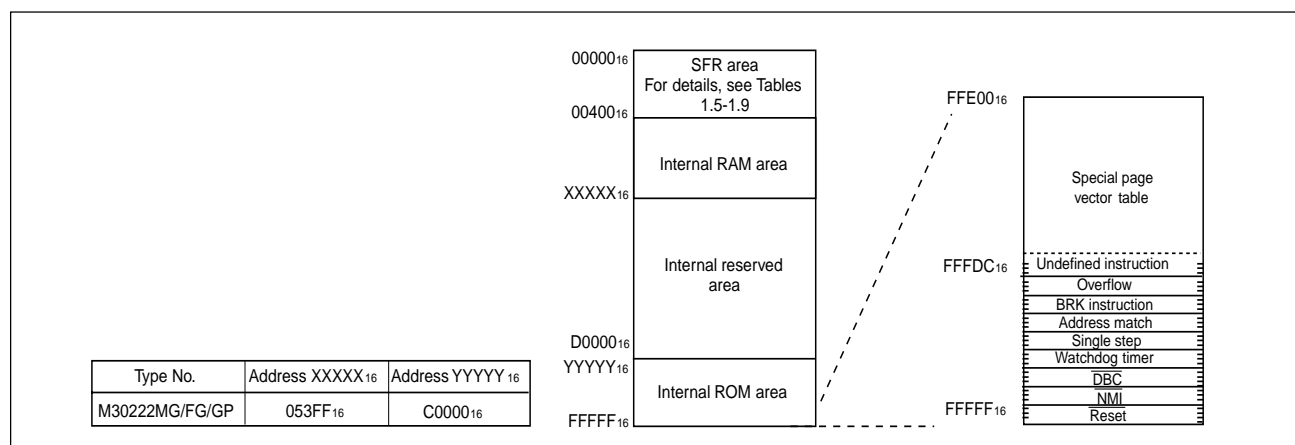 00000₁₆
SFR area
For details, see Tables
1.5-1.9
00400₁₆
Internal RAM area
XXXXX₁₆
Internal reserved
area
D0000₁₆
YYYYY₁₆
Internal ROM area
FFFFF₁₆
FFE00₁₆
Special page
vector table
FFFDC₁₆
Undefined instruction
Overflow
BRK instruction
Address match
Single step
Watchdog timer
DBC
NMI
Reset
FFFFF₁₆
Type No. Address XXXXX₁₆ Address YYYYY₁₆
M30222MG/FG/GP 053FF₁₆ C0000₁₆